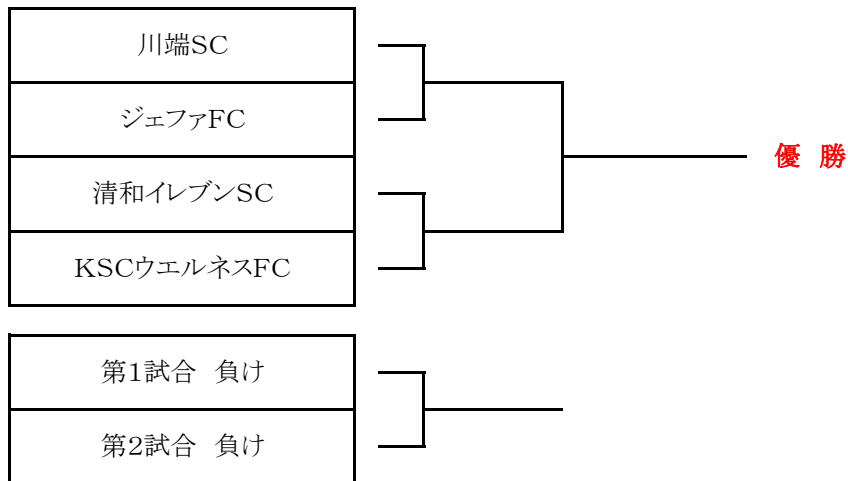 川端SC
ジェファFC
優　勝
清和イレブンSC
KSCウエルネスFC
第1試合　負け
第2試合　負け